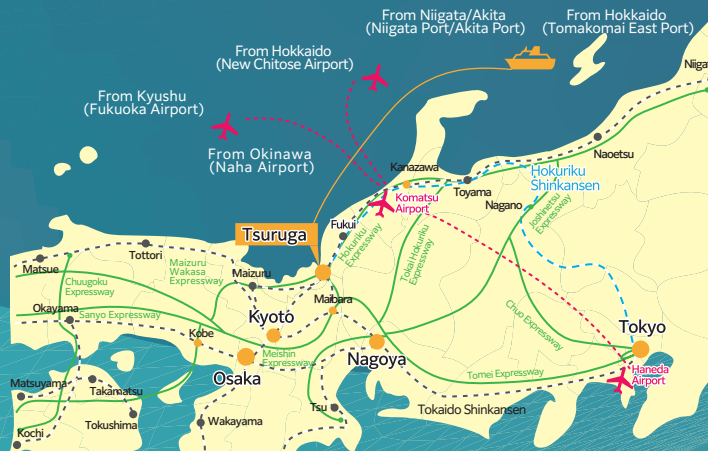 From Niigata/Akita
(Niigata Port/Akita Port)
From Hokkaido
(Tomakomai East Port)
From Hokkaido
(New Chitose Airport)
From Kyushu
(Fukuoka Airport)
From Okinawa
(Naha Airport)
Niiga
Naoetsu
Kanazawa
Toyama
Hokuriku
Shinkansen
Komatsu
Airport
Nagano
Joshinetsu
Expressway
Fukui
Tsuruga
Hokuriku
Expressway
Tokai Hokuriku
Expressway
Tottori
Matsue
Maizuru
Wakasa
Expressway
Maizuru
Chuugoku
Expressway
Okayama
Sanyo Expressway
Kyoto
Maibara
Kobe
Meishin
Expressway
Osaka
Nagoya
Chuo Expressway
Tokyo
Tomei Expressway
Haneda
Airport
Matsuyama
Takamatsu
Tokushima
Kochi
Wakayama
Tsu
Tokaido Shinkansen